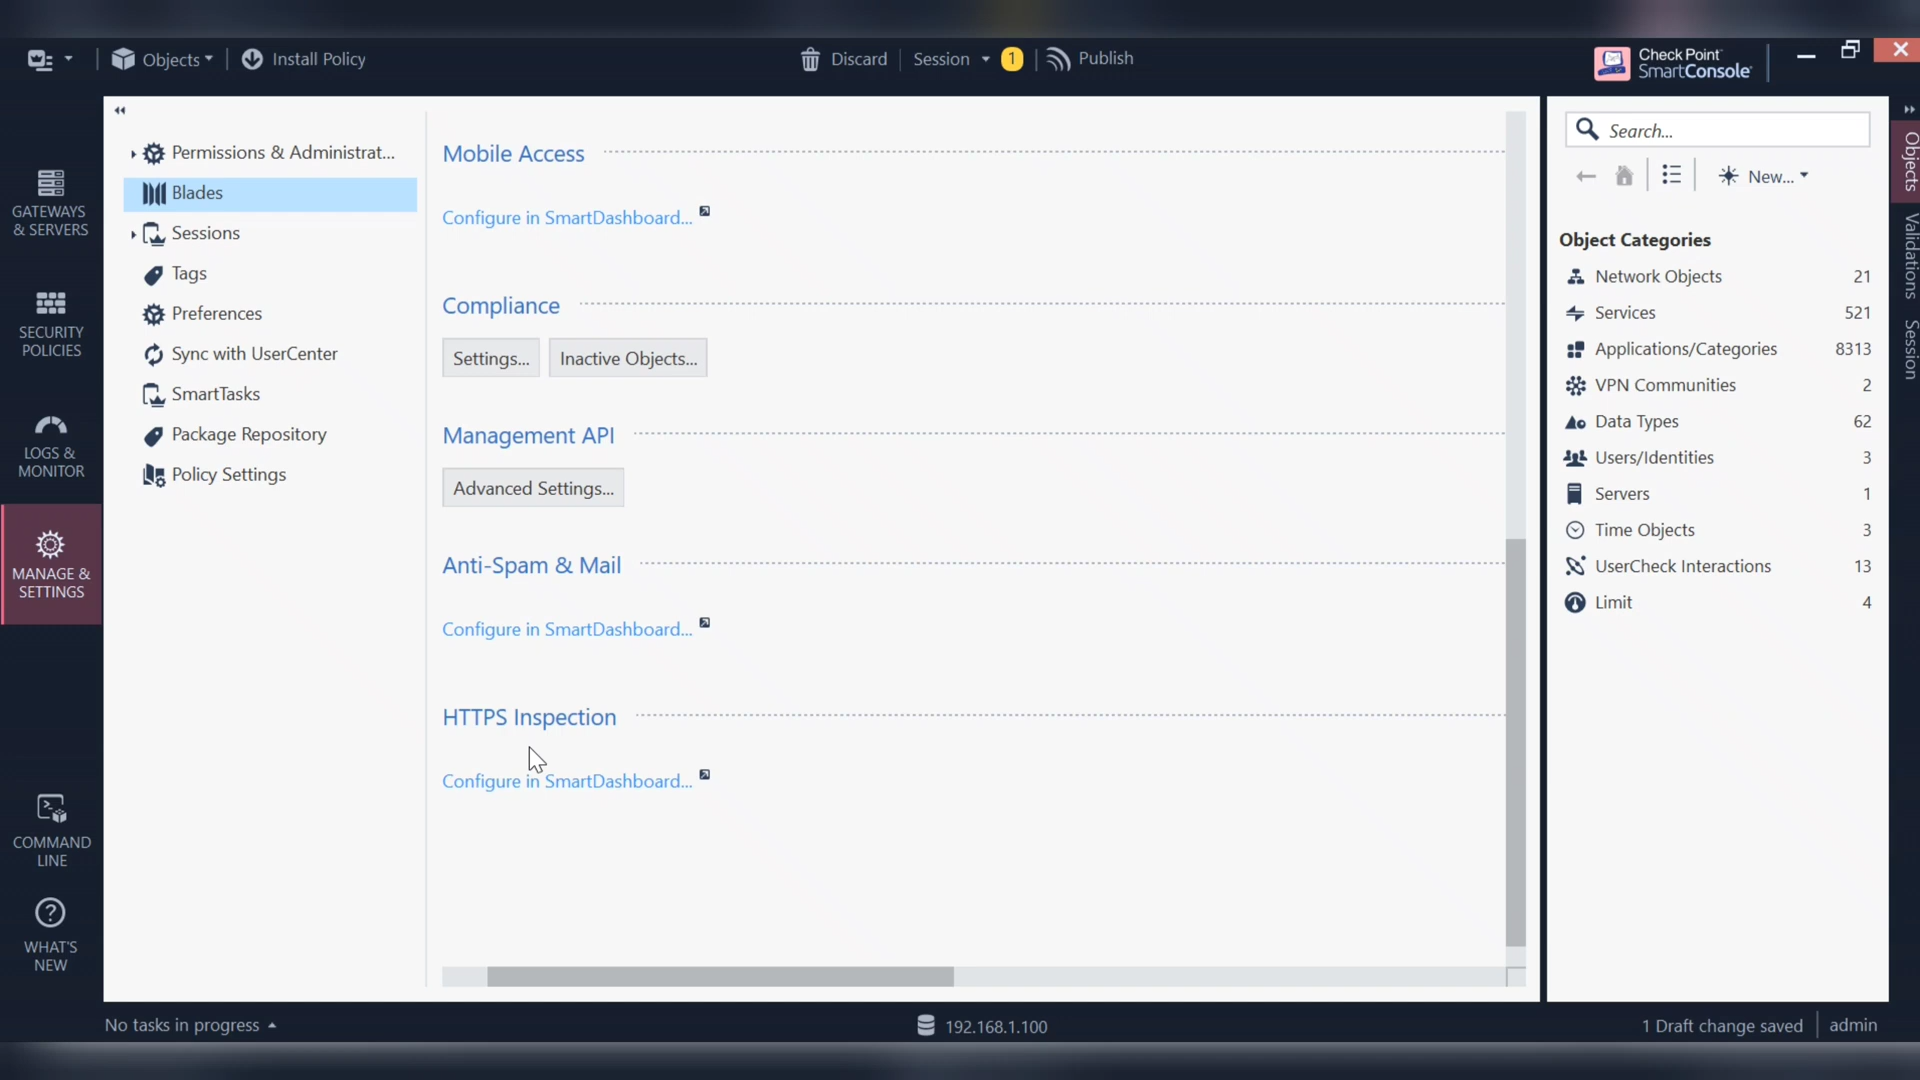 Objects
Install Policy
Discard
Session
1
Publish
Check Point
SmartConsole
GATEWAYS
& SERVERS
SECURITY
POLICIES
LOGS &
MONITOR
MANAGE &
SETTINGS
COMMAND
LINE
WHAT'S
NEW
Permissions & Administrat...
Blades
Sessions
Tags
Preferences
Sync with UserCenter
SmartTasks
Package Repository
Policy Settings
Mobile Access
Configure in SmartDashboard...
Compliance
Settings...
Inactive Objects...
Management API
Advanced Settings...
Anti-Spam & Mail
Configure in SmartDashboard...
HTTPS Inspection
Configure in SmartDashboard...
Search...
New...
Object Categories
Network Objects 21
Services 521
Applications/Categories 8313
VPN Communities 2
Data Types 62
Users/Identities 3
Servers 1
Time Objects 3
UserCheck Interactions 13
Limit 4
Objects
Validations
Session
No tasks in progress
192.168.1.100
1 Draft change saved
admin